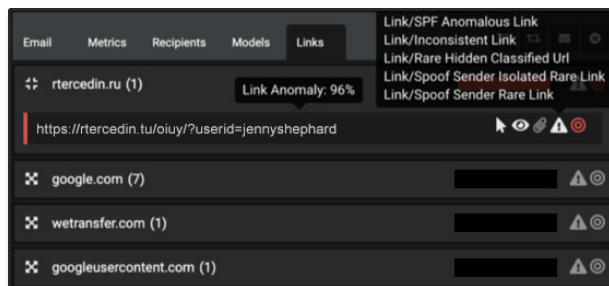 Email Metrics Recipients Models Links
Link/SPF Anomalous Link
Link/Inconsistent Link
Link/Rare Hidden Classified Url
Link/Spoof Sender Isolated Rare Link
Link/Spoof Sender Rare Link
rtercedin.ru (1)
Link Anomaly: 96%
https://rtercedin.tu/oiuy/?userid=jennyshephard
google.com (7)
wetransfer.com (1)
googleusercontent.com (1)